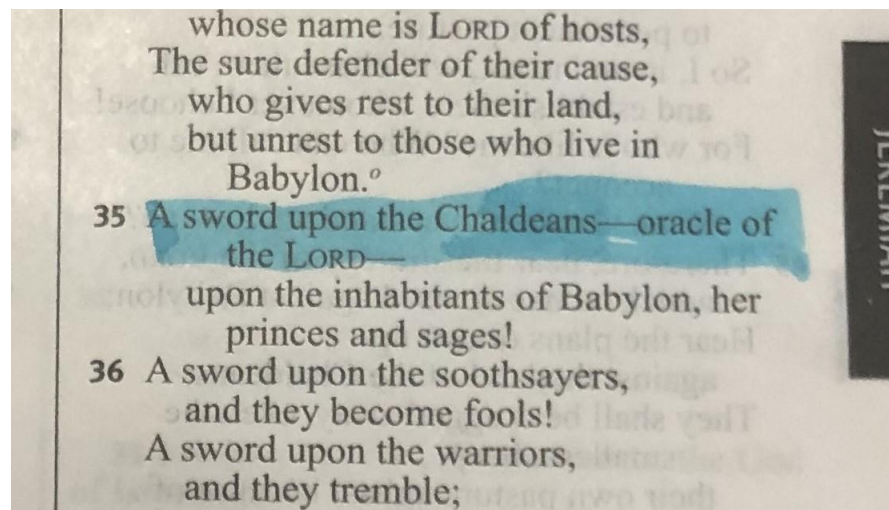 whose name is LORD of hosts,
The sure defender of their cause,
who gives rest to their land,
but unrest to those who live in
Babylon.º
35 A sword upon the Chaldeans—oracle of
the LORD—
upon the inhabitants of Babylon, her
princes and sages!
36 A sword upon the soothsayers,
and they become fools!
A sword upon the warriors,
and they tremble;
JEREMIAH